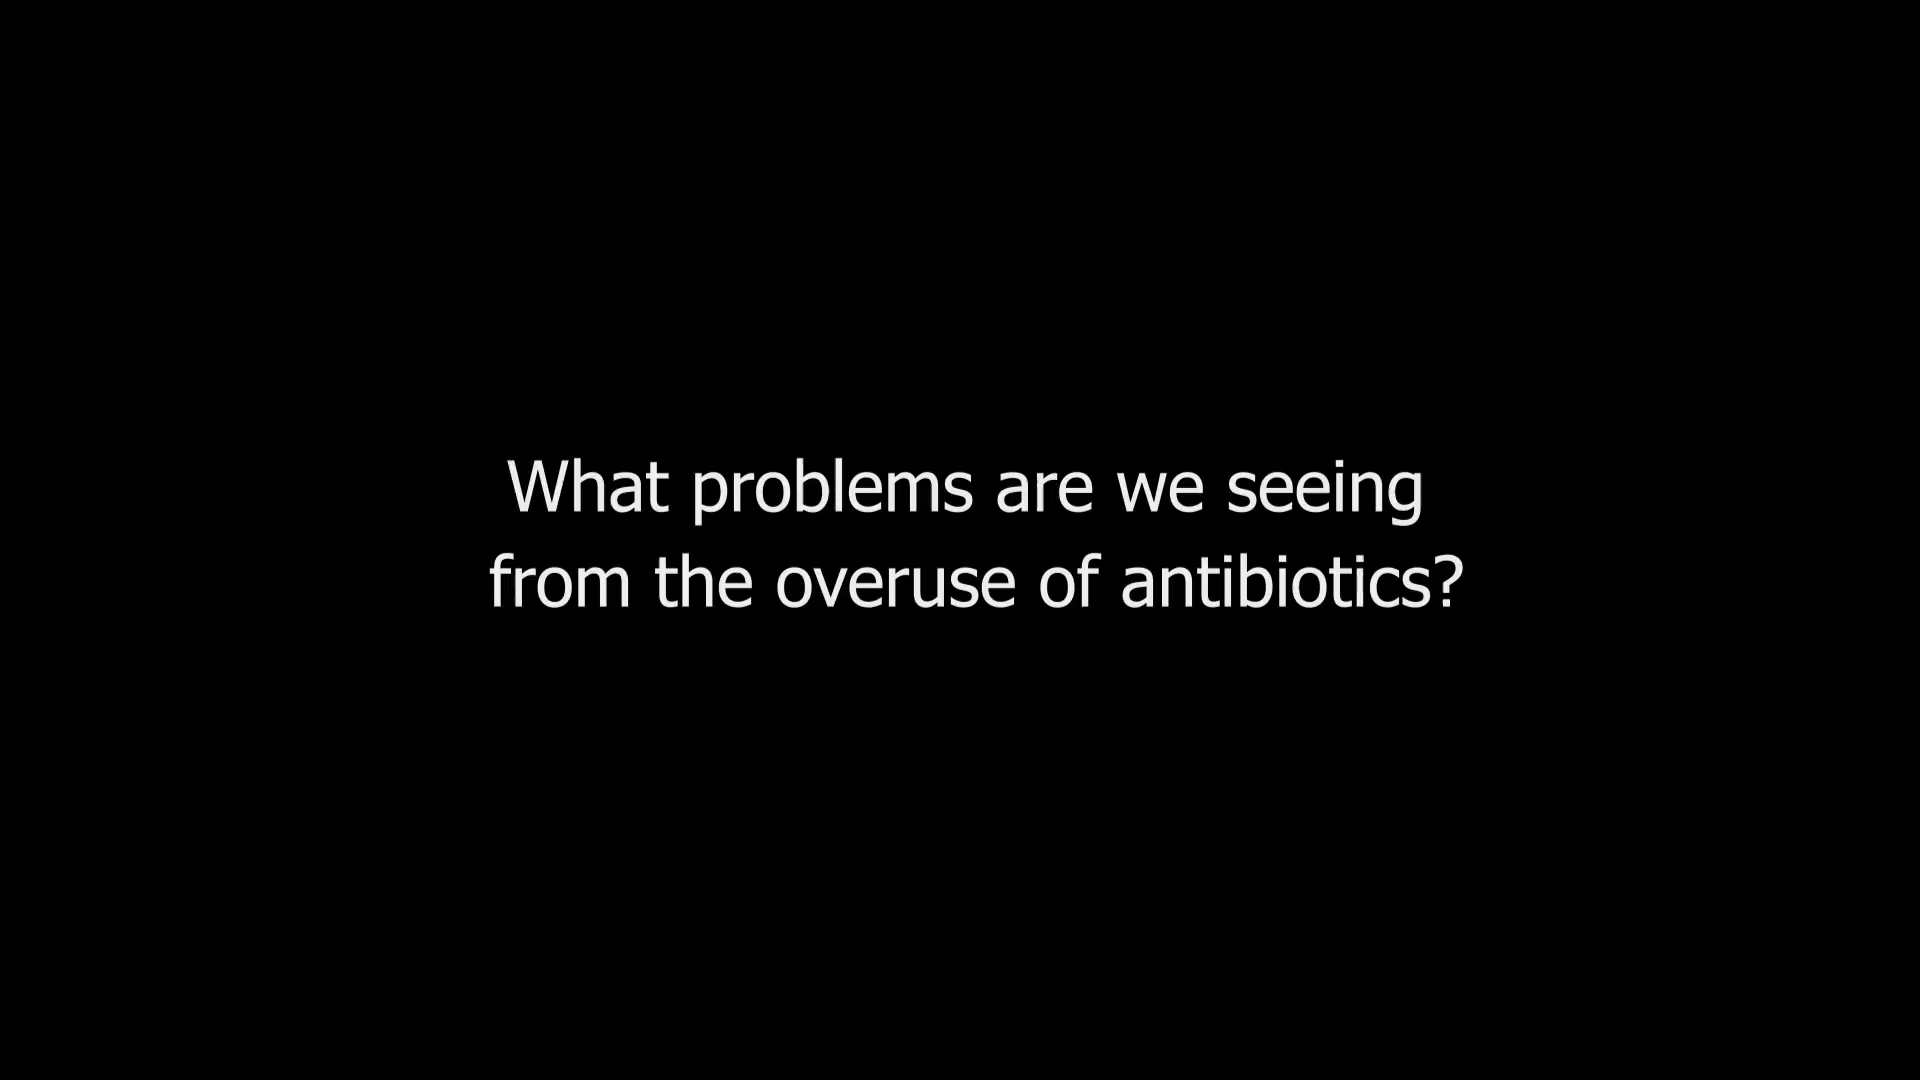 What problems are we seeing
from the overuse of antibiotics?